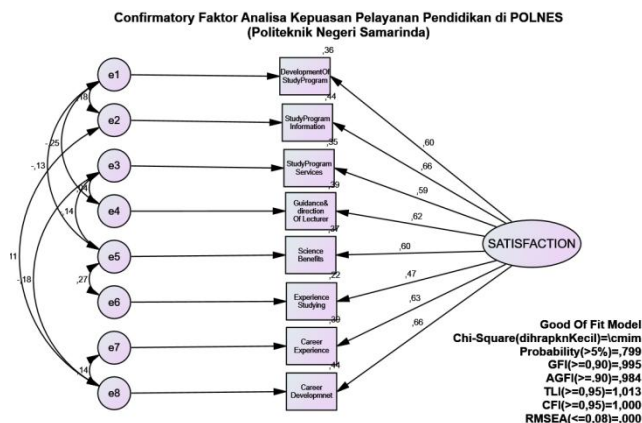 Confirmatory Faktor Analisa Kepuasan Pelayanan Pendidikan di POLNES
(Politeknik Negeri Samarinda)
,36
e1
DevelopmentOf
StudyProgram
,18
,44
,60
e2
StudyProgram
Information
,66
-,25
,35
-,13
e3
StudyProgram
Services
,59
,39
e4
Guidance&
direction
Of Lecturer
,62
,14
,37
e5
Science
Benefits
,60
SATISFACTION
11
-,18
,22
,27
e6
Experience
Studying
,47
,39
e7
Career
Experience
,63
,14
,44
e8
Career
Developmnet
,66
Good Of Fit Model
Chi-Square(dihrapknKecil)=\cmim
Probability(>5%)=,799
GFI(>=0,90)=,995
AGFI(>=.90)=,984
TLI(>=0,95)=1,013
CFI(>=0,95)=1,000
RMSEA(<=0,08)=,000